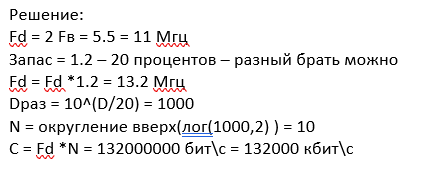 Решение:
Fd = 2 Fв = 5.5 = 11 Мгц
Запас = 1.2 – 20 процентов – разный брать можно
Fd = Fd *1.2 = 13.2 Мгц
Dраз = 10^(D/20) = 1000
N = округление вверх(лог(1000,2) ) = 10
C = Fd *N = 132000000 бит\с = 132000 кбит\с